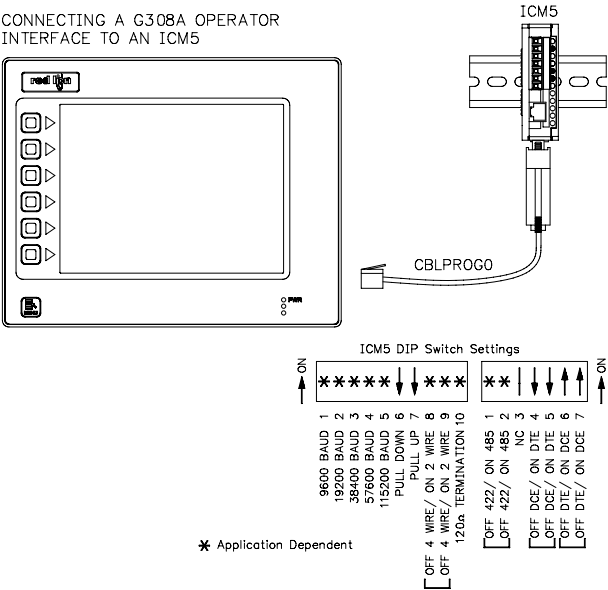 CONNECTING A G308A OPERATOR
INTERFACE TO AN ICM5
ICM5
red lion
MENU
PWR
CBLPROG0
ICM5 DIP Switch Settings
ON
ON
9600 BAUD 1
19200 BAUD 2
38400 BAUD 3
57600 BAUD 4
115200 BAUD 5
PULL DOWN 6
PULL UP 7
OFF 4 WIRE/ ON 2 WIRE 8
OFF 4 WIRE/ ON 2 WIRE 9
120Ω TERMINATION 10
OFF 422/ ON 485 1
OFF 422/ ON 485 2
NC 3
OFF DCE/ ON DTE 4
OFF DCE/ ON DTE 5
OFF DTE/ ON DCE 6
OFF DTE/ ON DCE 7
* Application Dependent